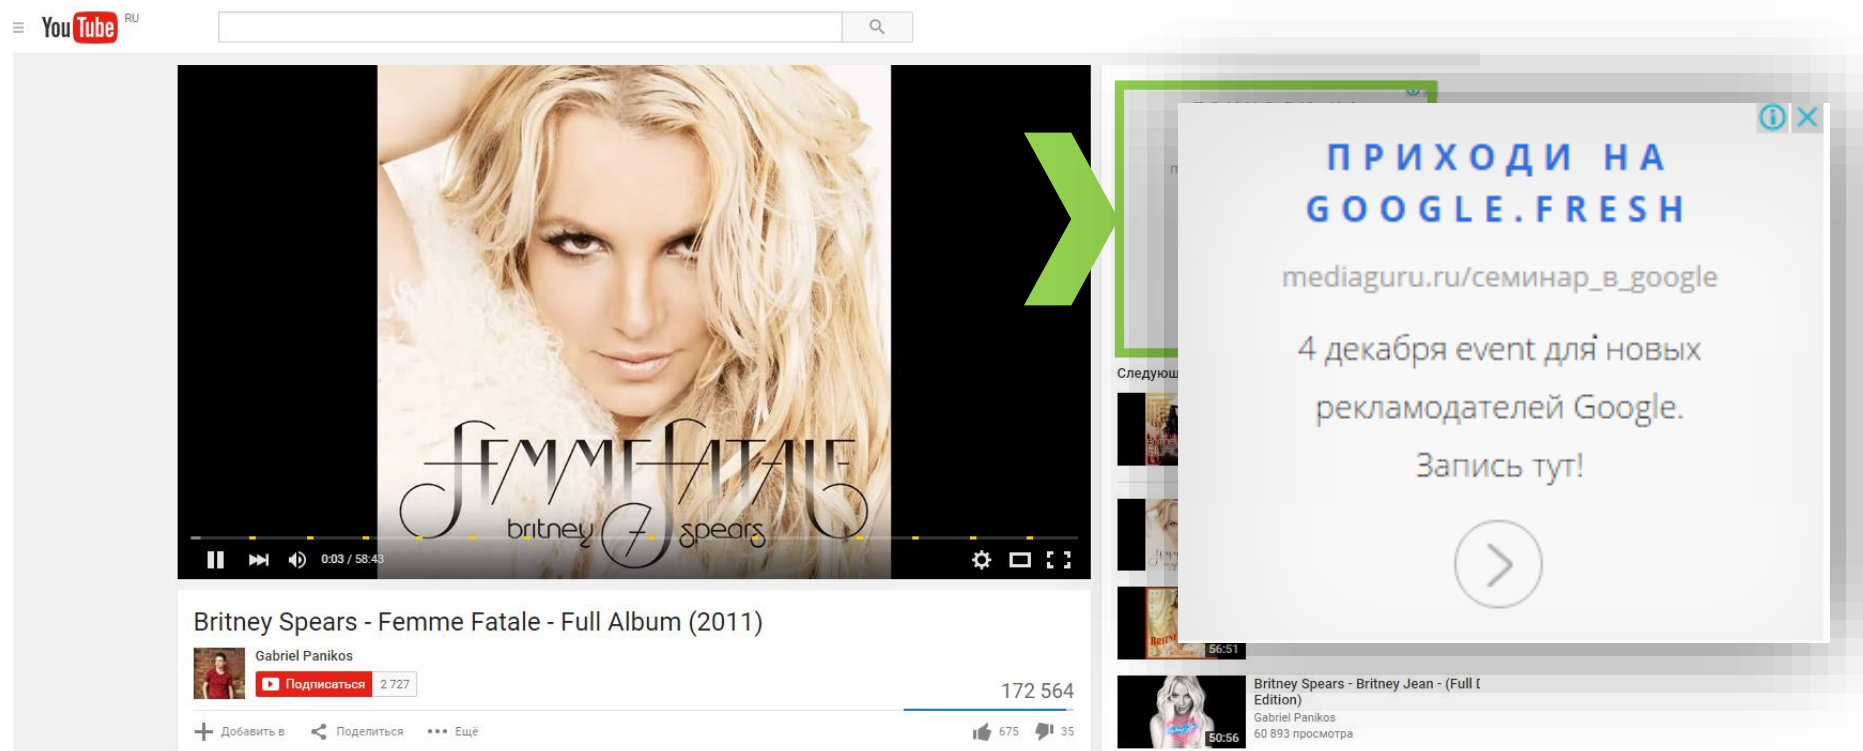 YouTube RU
FEMME FATALE
britney spears
0:03 / 58:43
Britney Spears - Femme Fatale - Full Album (2011)
Gabriel Panikos
Подписаться 2 727
172 564
Добавить в Поделиться Ещё
675 35
ПРИХОДИ НА
GOOGLE.FRESH
mediaguru.ru/семинар_в_google
4 декабря event для новых
рекламодателей Google.
Запись тут!
56:51
Britney Spears - Britney Jean - (Full
Edition)
Gabriel Panikos
60 893 просмотра
50:56